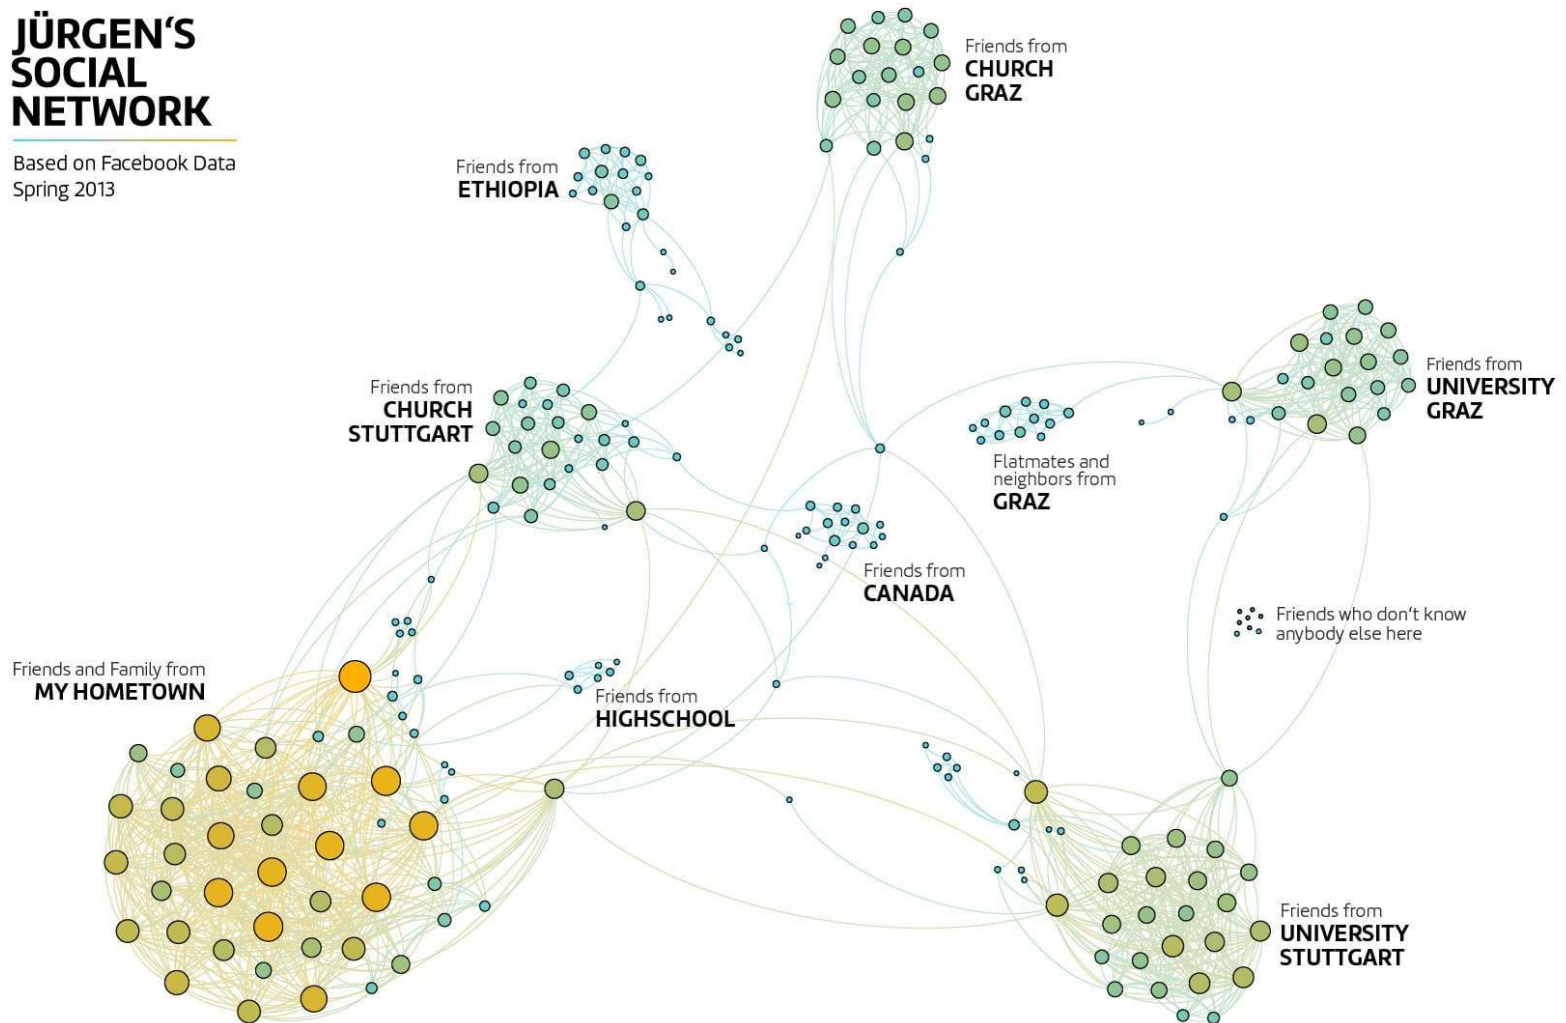 JÜRGEN‘S
SOCIAL
NETWORK
Based on Facebook Data
Spring 2013
Friends from
CHURCH
GRAZ
Friends from
ETHIOPIA
Friends from
CHURCH
STUTTGART
Friends from
UNIVERSITY
GRAZ
Flatmates and
neighbors from
GRAZ
Friends from
CANADA
Friends who don‘t know
anybody else here
Friends and Family from
MY HOMETOWN
Friends from
HIGHSCHOOL
Friends from
UNIVERSITY
STUTTGART